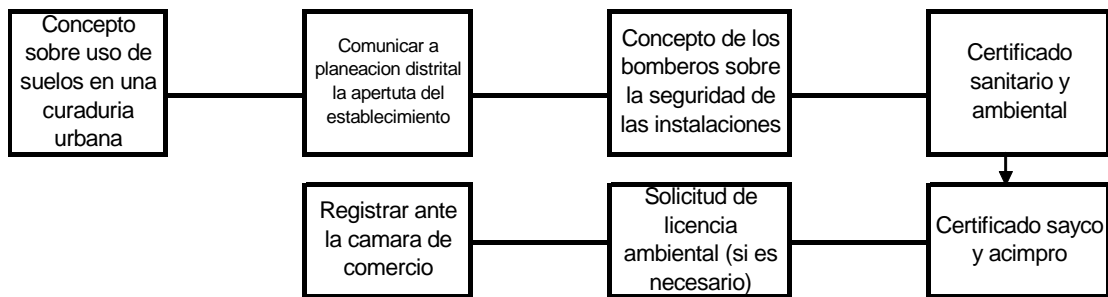 Concepto
sobre uso de
suelos en una
curaduria
urbana
Comunicar a
planeacion distrital
la apertuta del
establecimiento
Concepto de los
bomberos sobre
la seguridad de
las instalaciones
Certificado
sanitario y
ambiental
Registrar ante
la camara de
comercio
Solicitud de
licencia
ambiental (si es
necesario)
Certificado sayco
y acimpro